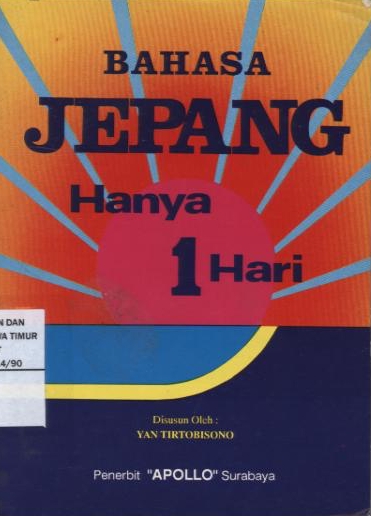 BAHASA
JEPANG
Hanya
1 Hari
N DAN
A TIMUR
4/90
Disusun Oleh :
YAN TIRTOBISONO
Penerbit "APOLLO" Surabaya